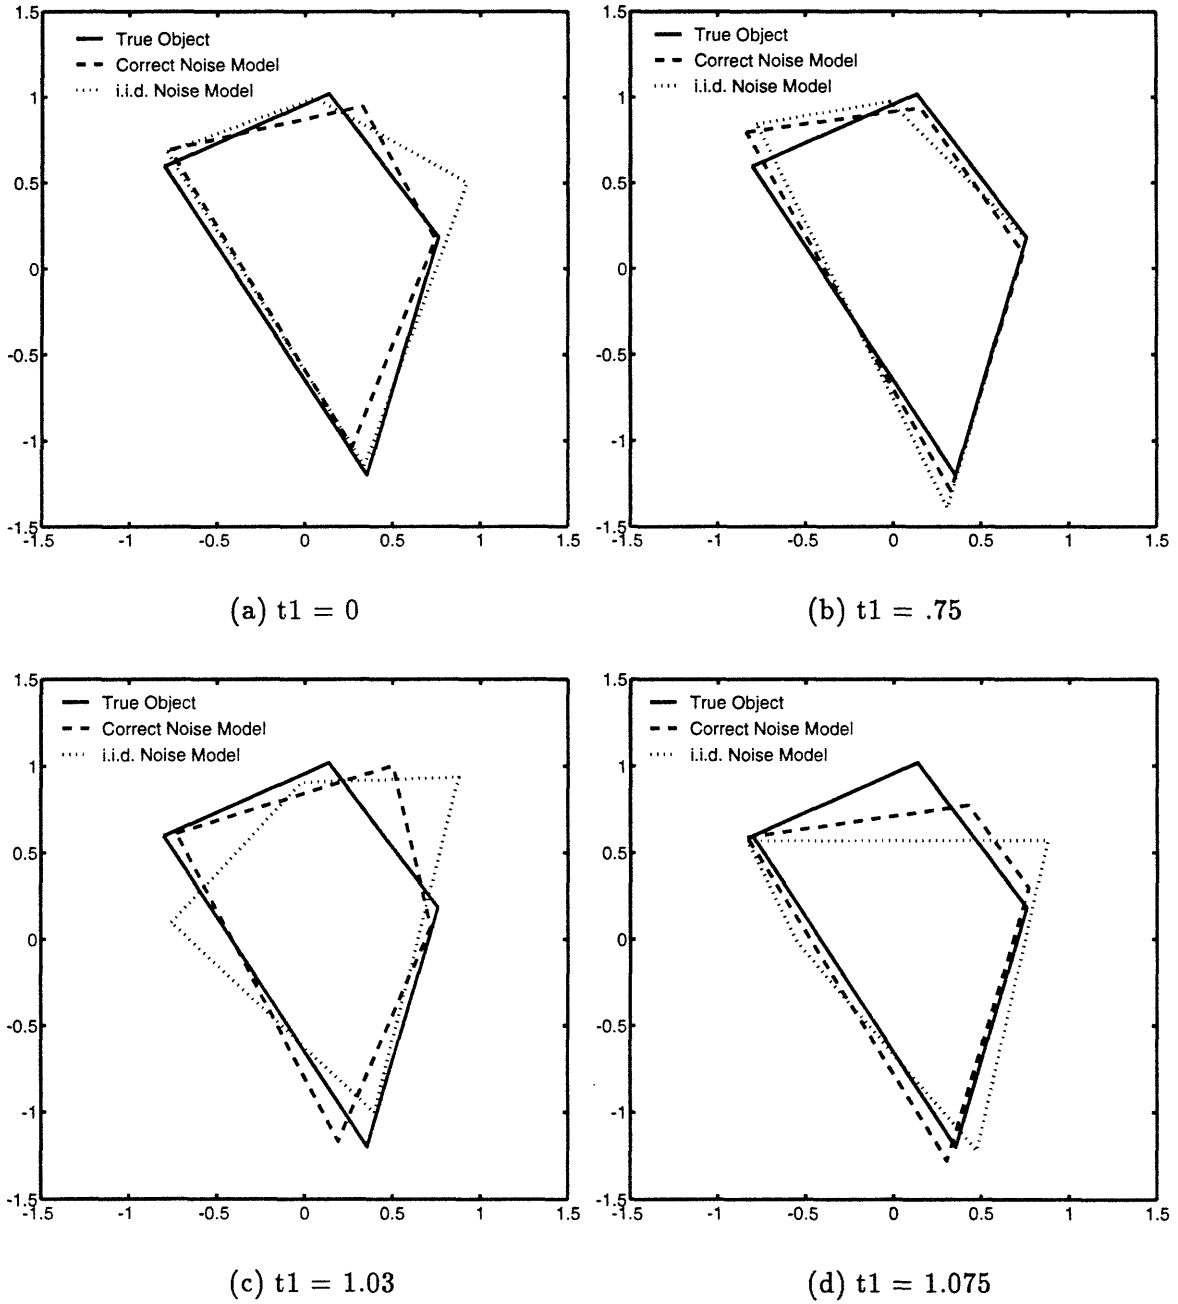 1.5
True Object
Correct Noise Model
i.i.d. Noise Model
1
0.5
0
-0.5
-1
-1.5
-1.5 -1 -0.5 0 0.5 1 1.5
(a) t1 = 0
1.5
True Object
Correct Noise Model
i.i.d. Noise Model
1
0.5
0
-0.5
-1
-1.5
-1.5 -1 -0.5 0 0.5 1 1.5
(b) t1 = .75
1.5
True Object
Correct Noise Model
i.i.d. Noise Model
1
0.5
0
-0.5
-1
-1.5
-1.5 -1 -0.5 0 0.5 1 1.5
(c) t1 = 1.03
1.5
True Object
Correct Noise Model
i.i.d. Noise Model
1
0.5
0
-0.5
-1
-1.5
-1.5 -1 -0.5 0 0.5 1 1.5
(d) t1 = 1.075